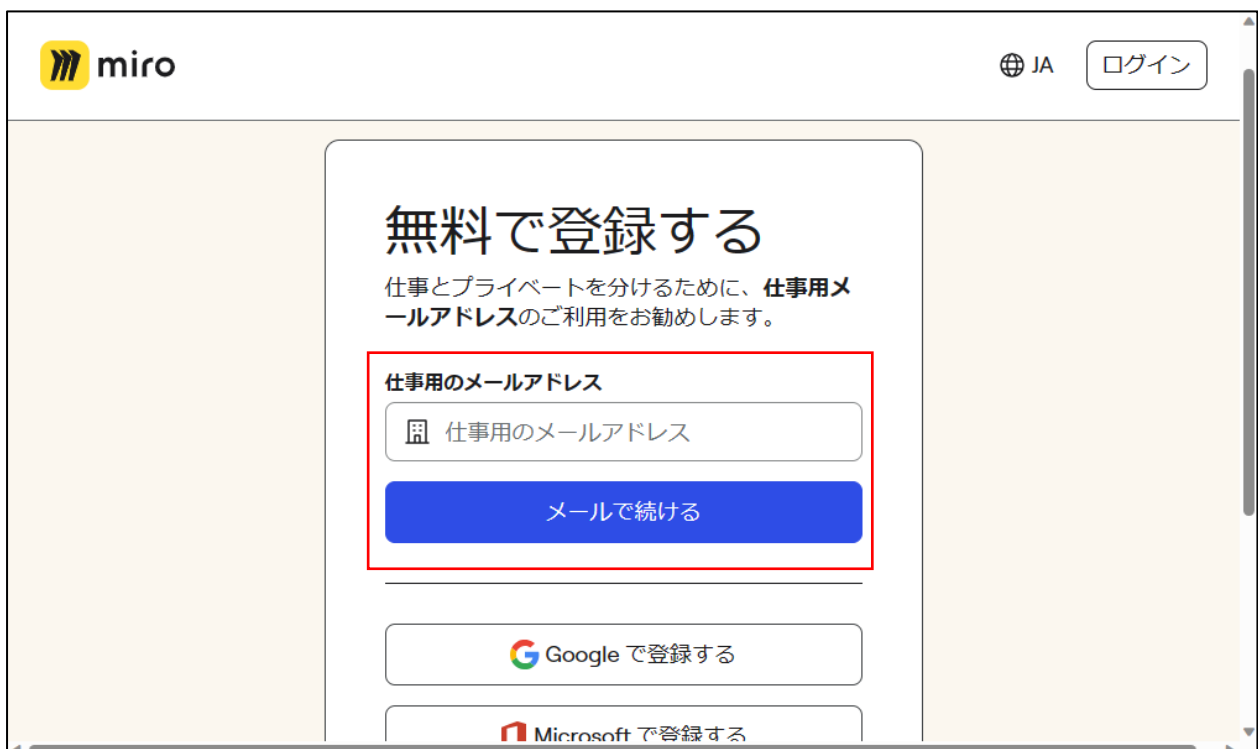 miro
JA
ログイン
無料で登録する
仕事とプライベートを分けるために、仕事用メ
ールアドレスのご利用をお勧めします。
仕事用のメールアドレス
仕事用のメールアドレス
メールで続ける
Google で登録する
Microsoft で登録する